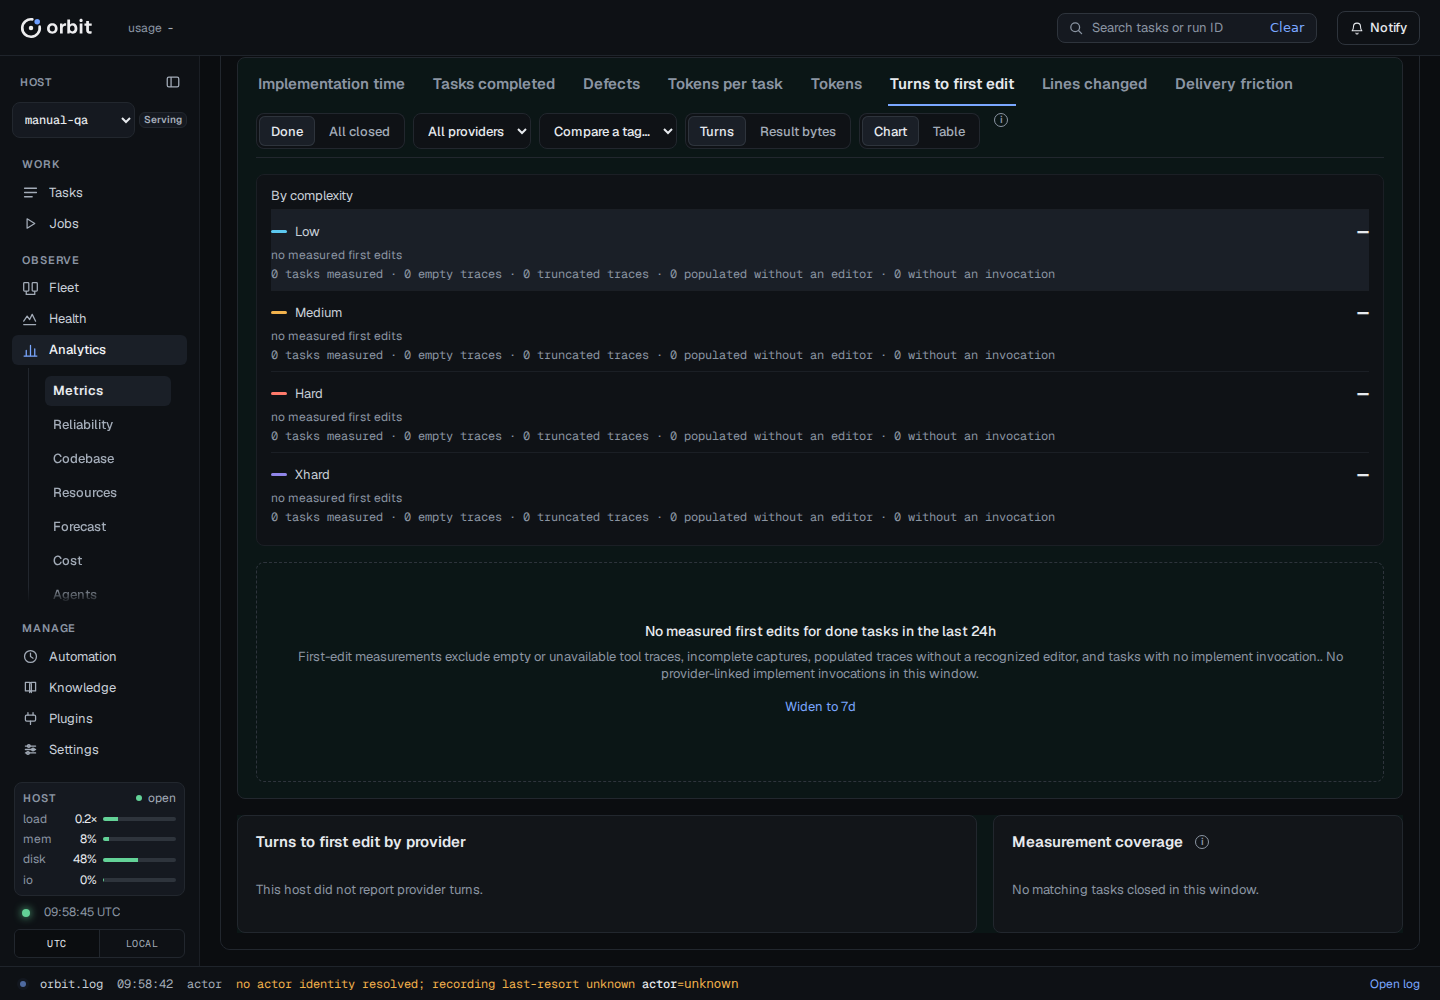 orbit
usage -
Search tasks or run ID
Clear
Notify
HOST
manual-qa
Serving
WORK
Tasks
Jobs
OBSERVE
Fleet
Health
Analytics
Metrics
Reliability
Codebase
Resources
Forecast
Cost
Agents
MANAGE
Automation
Knowledge
Plugins
Settings
HOST
open
load 0.2×
mem 8%
disk 48%
io 0%
09:58:45 UTC
UTC LOCAL
Implementation time Tasks completed Defects Tokens per task Tokens Turns to first edit Lines changed Delivery friction
Done All closed All providers Compare a tag... Turns Result bytes Chart Table
By complexity
Low —
no measured first edits
0 tasks measured · 0 empty traces · 0 truncated traces · 0 populated without an editor · 0 without an invocation
Medium —
no measured first edits
0 tasks measured · 0 empty traces · 0 truncated traces · 0 populated without an editor · 0 without an invocation
Hard —
no measured first edits
0 tasks measured · 0 empty traces · 0 truncated traces · 0 populated without an editor · 0 without an invocation
Xhard —
no measured first edits
0 tasks measured · 0 empty traces · 0 truncated traces · 0 populated without an editor · 0 without an invocation
No measured first edits for done tasks in the last 24h
First-edit measurements exclude empty or unavailable tool traces, incomplete captures, populated traces without a recognized editor, and tasks with no implement invocation.. No
provider-linked implement invocations in this window.
Widen to 7d
Turns to first edit by provider
This host did not report provider turns.
Measurement coverage
No matching tasks closed in this window.
orbit.log 09:58:42 actor no actor identity resolved; recording last-resort unknown actor=unknown
Open log